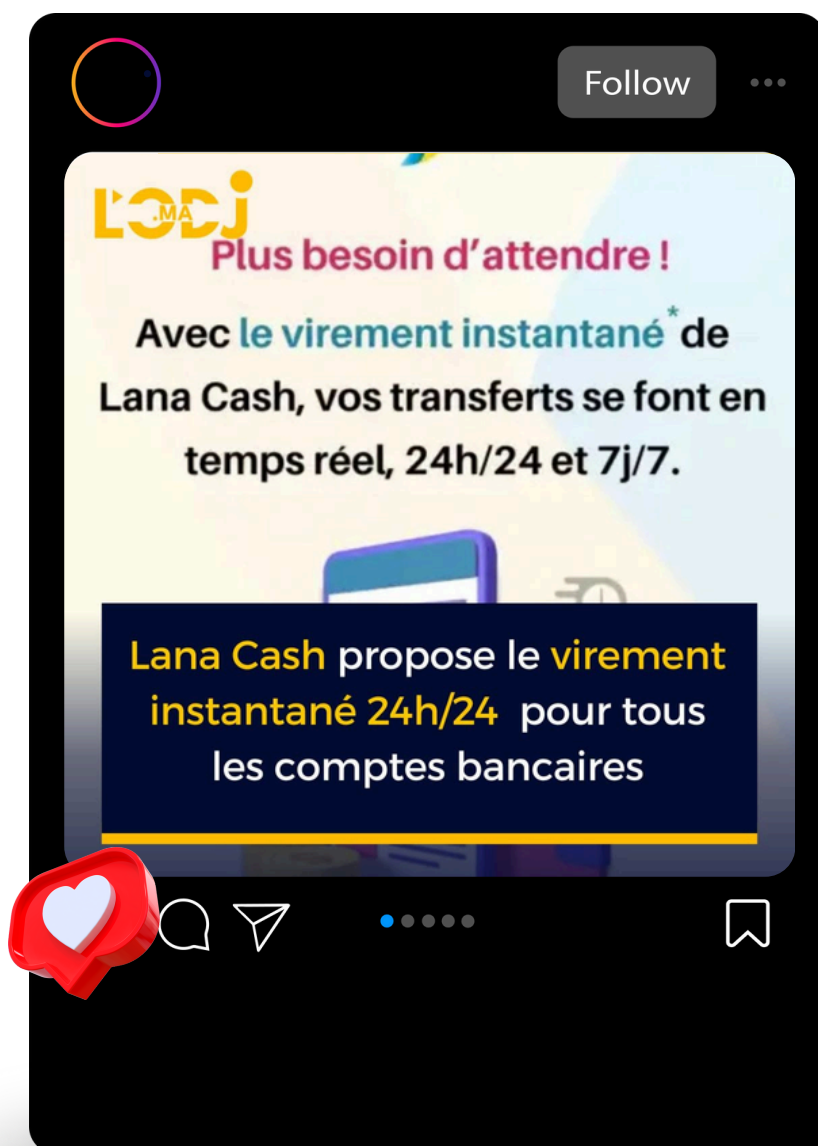 Follow
L'ODJ
.MA
Plus besoin d'attendre !
Avec le virement instantané* de
Lana Cash, vos transferts se font en
temps réel, 24h/24 et 7j/7.
Lana Cash propose le virement
instantané 24h/24 pour tous
les comptes bancaires